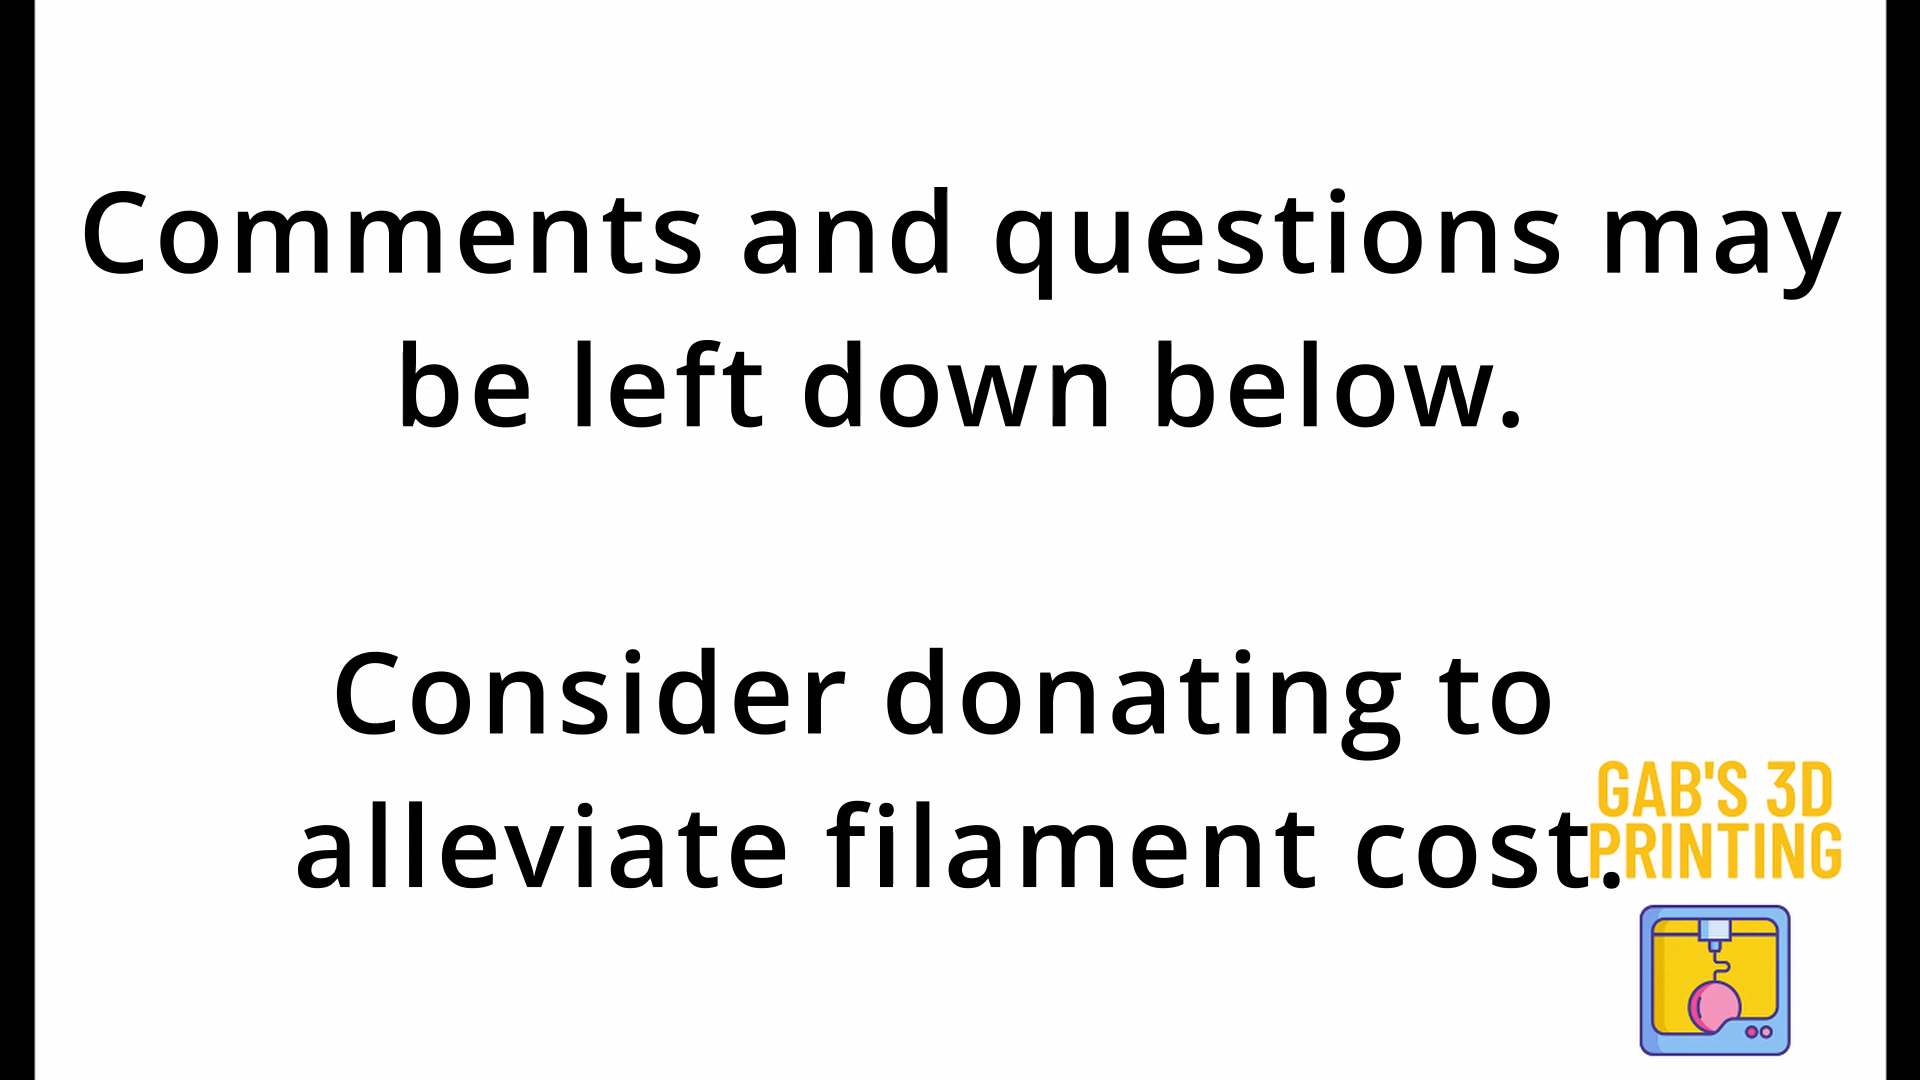 Comments and questions may
be left down below.
Consider donating to
alleviate filament cost.
GAB'S 3D
PRINTING